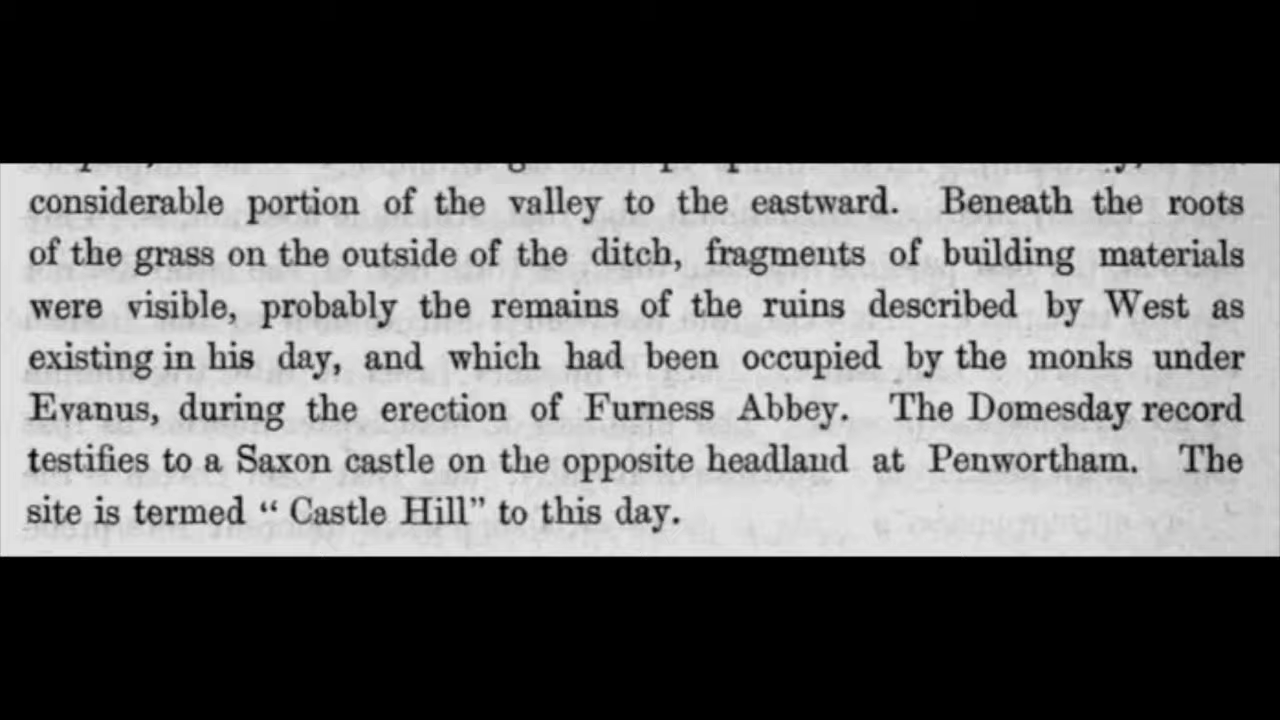 considerable portion of the valley to the eastward. Beneath the roots
of the grass on the outside of the ditch, fragments of building materials
were visible, probably the remains of the ruins described by West as
existing in his day, and which had been occupied by the monks under
Evanus, during the erection of Furness Abbey. The Domesday record
testifies to a Saxon castle on the opposite headland at Penwortham. The
site is termed “ Castle Hill” to this day.